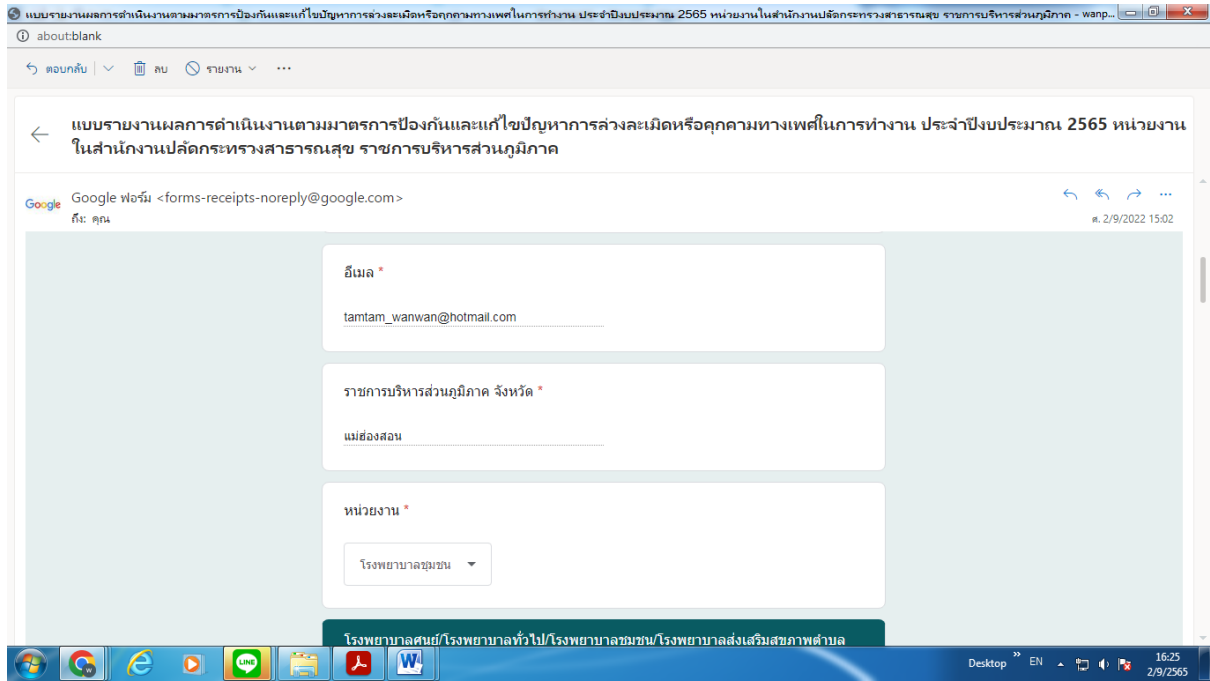 แบบรายงานผลการดำเนินงานตามมาตรการป้องกันและแก้ไขปัญหาการล่วงละเมิดหรือคุกคามทางเพศในการทำงาน ประจำปีงบประมาณ 2565 หน่วยงานในสำนักงานปลัดกระทรวงสาธารณสุข ราชการบริหารส่วนภูมิภาค - wanp...
about:blank
ตอบกลับ ลบ รายงาน ...
แบบรายงานผลการดำเนินงานตามมาตรการป้องกันและแก้ไขปัญหาการล่วงละเมิดหรือคุกคามทางเพศในการทำงาน ประจำปีงบประมาณ 2565 หน่วยงาน
ในสำนักงานปลัดกระทรวงสาธารณสุข ราชการบริหารส่วนภูมิภาค
Google
Google ฟอร์ม <forms-receipts-noreply@google.com>
ถึง: คุณ
ศ. 2/9/2022 15:02
อีเมล *
tamtam_wanwan@hotmail.com
ราชการบริหารส่วนภูมิภาค จังหวัด *
แม่ฮ่องสอน
หน่วยงาน *
โรงพยาบาลชุมชน
โรงพยาบาลศูนย์/โรงพยาบาลทั่วไป/โรงพยาบาลชุมชน/โรงพยาบาลส่งเสริมสุขภาพตำบล
LINE
Desktop » EN
16:25
2/9/2565